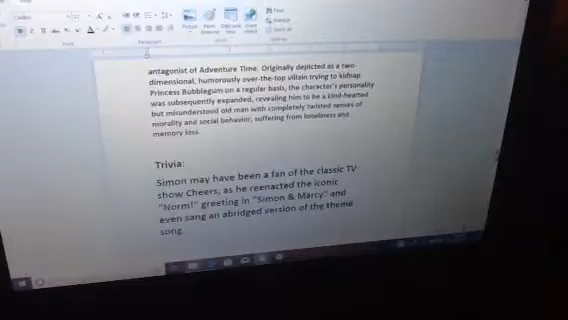 antagonist of Adventure Time. Originally depicted as a two-
dimensional, humorously over-the-top villain trying to kidnap
Princess Bubblegum on a regular basis, the character's personality
was subsequently expanded, revealing him to be a kind-hearted
but misunderstood old man with completely twisted senses of
morality and social behavior, suffering from loneliness and
memory loss.
Trivia:
Simon may have been a fan of the classic TV
show Cheers, as he reenacted the iconic
"Norm!" greeting in "Simon & Marcy" and
even sang an abridged version of the theme
song.